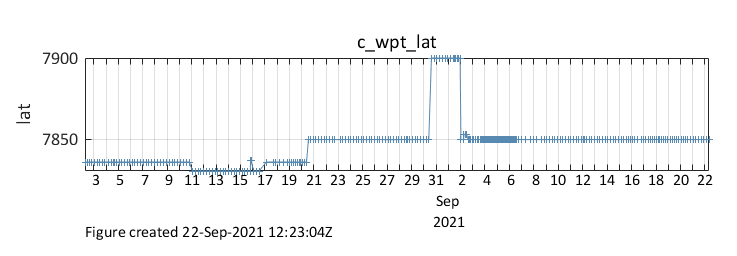 c_wpt_lat
7900
7850
lat
3 5 7 9 11 13 15 17 19 21 23 25 27 29 31 2 4 6 8 10 12 14 16 18 20 22
Sep
2021
Figure created 22-Sep-2021 12:23:04Z